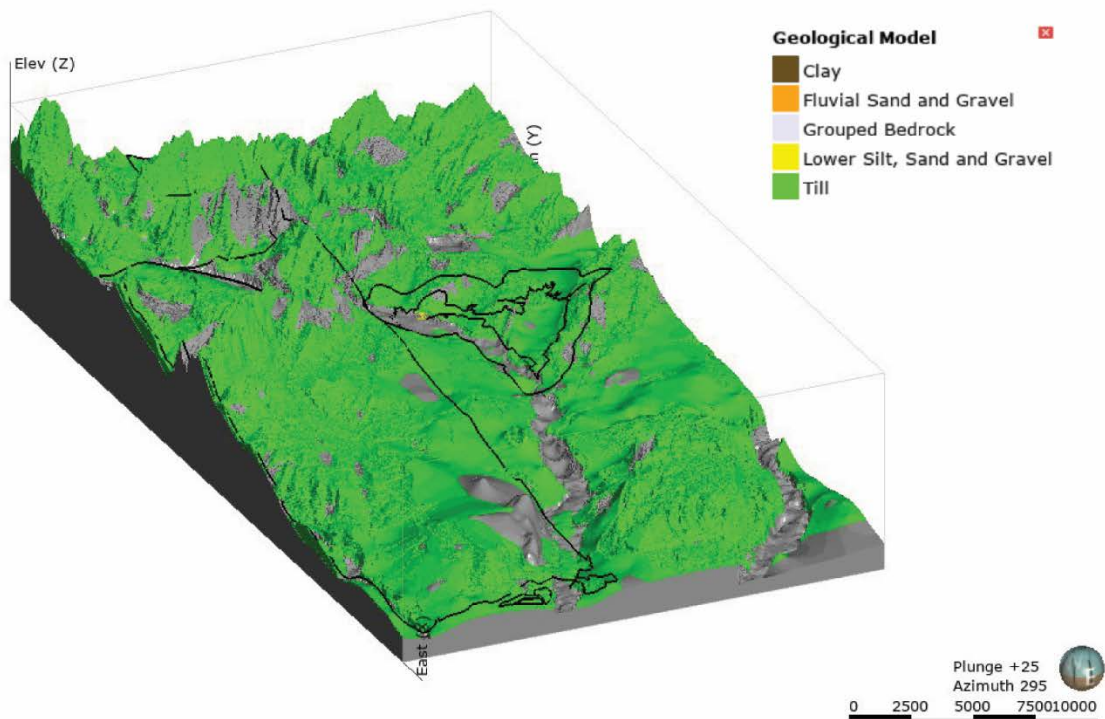 Elev (Z)
Geological Model
Clay
Fluvial Sand and Gravel
Grouped Bedrock
Lower Silt, Sand and Gravel
Till
(Y)
East (X)
Plunge +25
Azimuth 295
E
0 2500 5000 750010000